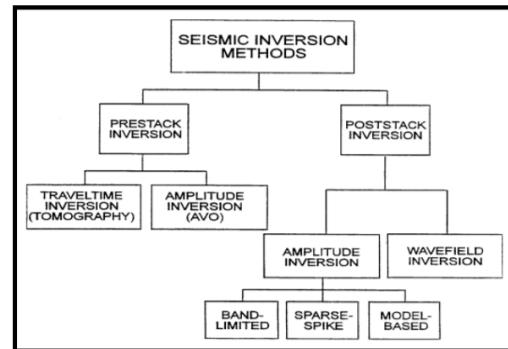 SEISMIC INVERSION
METHODS
PRESTACK
INVERSION
POSTSTACK
INVERSION
TRAVELTIME
INVERSION
(TOMOGRAPHY)
AMPLITUDE
INVERSION
(AVO)
AMPLITUDE
INVERSION
WAVEFIELD
INVERSION
BAND-
LIMITED
SPARSE-
SPIKE
MODEL-
BASED